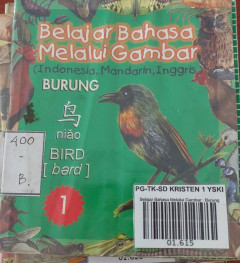 Belajar Bahasa
Melalui Gambar
(Indonesia, Mandarin, Inggris)
BURUNG
鸟
niǎo
BIRD
[bərd']
1
400
-
B.
PG-TK-SD KRISTEN 1 YSKI
Belajar Bahasa Melalui Gambar : Burung
01.615